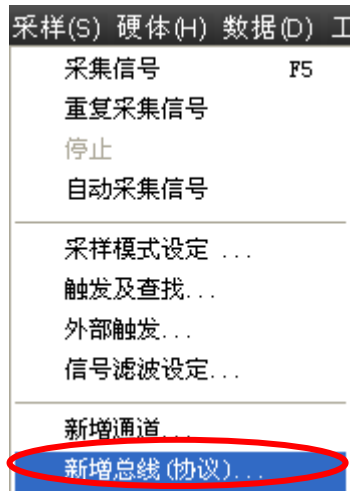 采样(S) 硬体(H) 数据(D) 工
采集信号 F5
重复采集信号
停止
自动采集信号
采样模式设定 ...
触发及查找...
外部触发...
信号滤波设定...
新增通道...
新增总线(协议)...